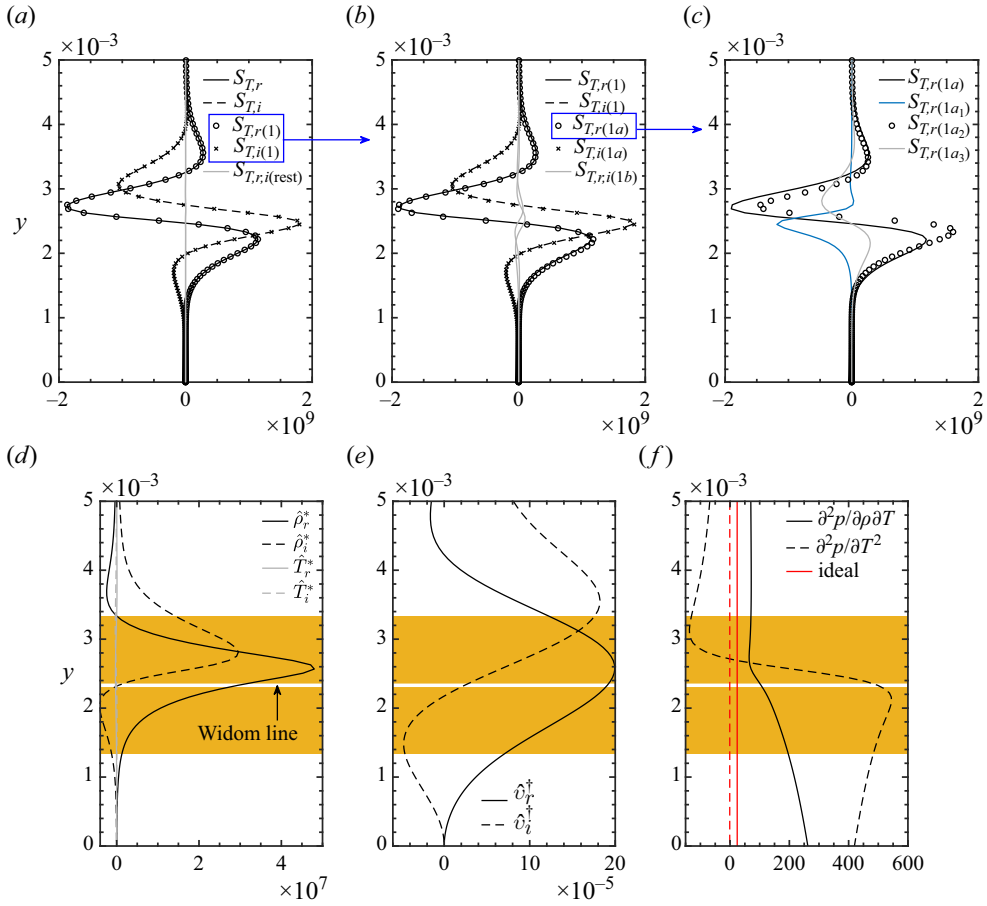 (a)
×10⁻³
5
4
3
2
1
0
y
S_{T,r}
S_{T,i}
S_{T,r(1)}
S_{T,i(1)}
S_{T,r,i(rest)}
−2
0
2
×10⁹
(b)
×10⁻³
5
4
3
2
1
0
S_{T,r(1)}
S_{T,i(1)}
S_{T,r(1a)}
S_{T,i(1a)}
S_{T,r,i(1b)}
−2
0
2
×10⁹
(c)
×10⁻³
5
4
3
2
1
0
S_{T,r(1a)}
S_{T,r(1a₁)}
S_{T,r(1a₂)}
S_{T,r(1a₃)}
−2
0
2
×10⁹
(d)
×10⁻³
5
4
3
2
1
0
y
ρ̂*_r
ρ̂*_i
T̂*_r
T̂*_i
Widom line
0
2
4
×10⁷
(e)
×10⁻³
5
4
3
2
1
0
v̂†_r
v̂†_i
0
10
20
×10⁻⁵
(f)
×10⁻³
5
4
3
2
1
0
∂²p/∂ρ∂T
∂²p/∂T²
ideal
0
200
400
600